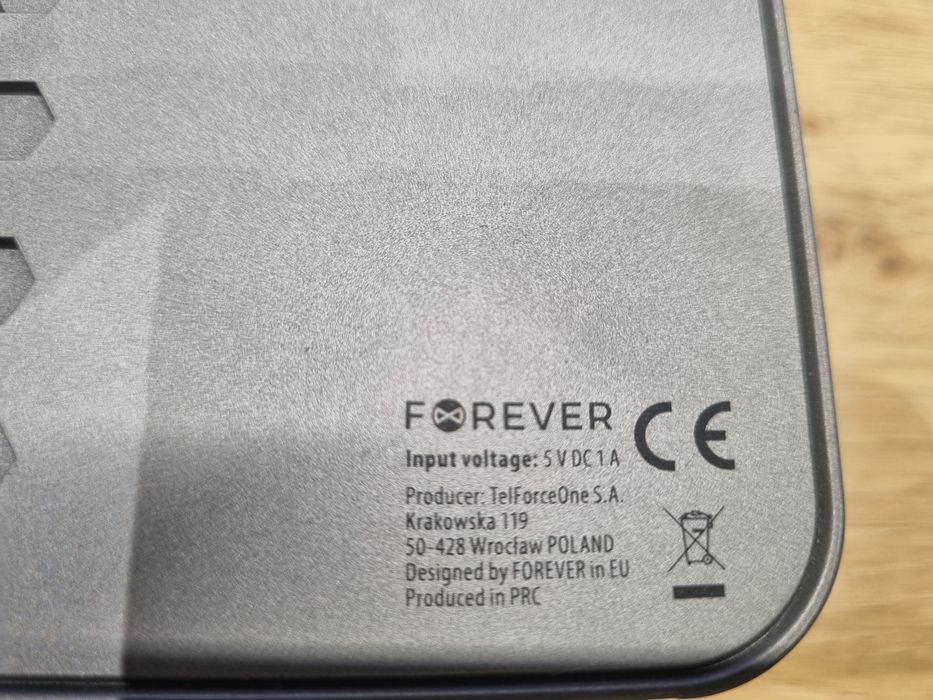 FOREVER
CE
Input voltage: 5 V DC 1 A
Producer: TelForceOne S.A.
Krakowska 119
50-428 Wrocław POLAND
Designed by FOREVER in EU
Produced in PRC